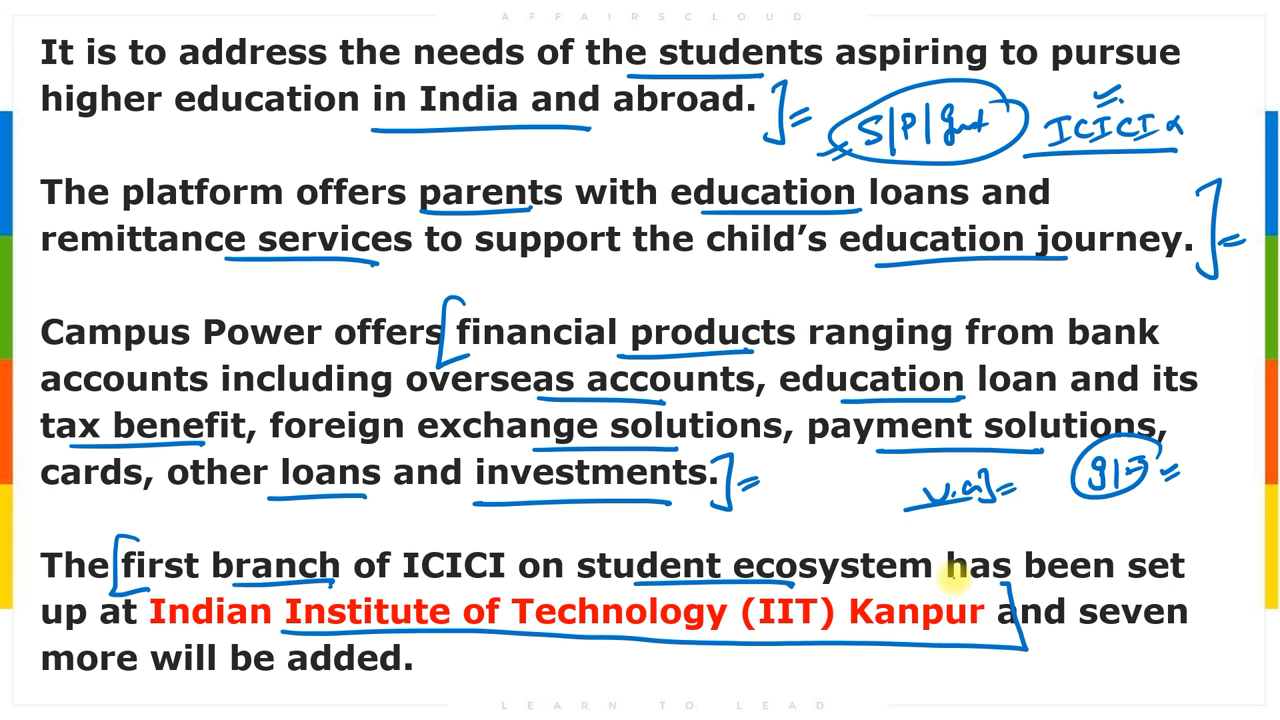 AFFAIRSCLOUD
It is to address the needs of the students aspiring to pursue
higher education in India and abroad.
S|P| ICICI
The platform offers parents with education loans and
remittance services to support the child’s education journey.
Campus Power offers financial products ranging from bank
accounts including overseas accounts, education loan and its
tax benefit, foreign exchange solutions, payment solutions,
cards, other loans and investments.
The first branch of ICICI on student ecosystem has been set
up at Indian Institute of Technology (IIT) Kanpur and seven
more will be added.
LEARN TO LEAD